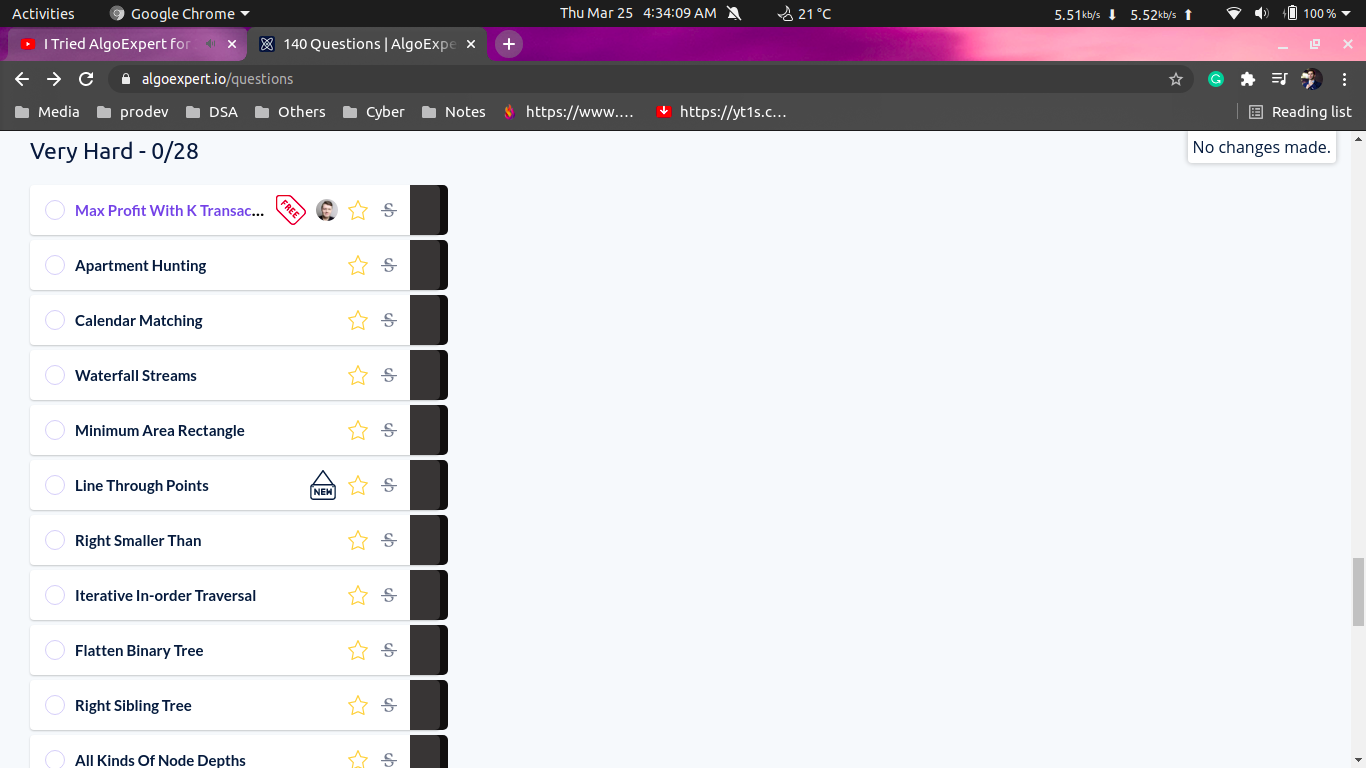 Activities Google Chrome Thu Mar 25 4:34:09 AM 21 °C 5.51kb/s 5.52kb/s 100 %
I Tried AlgoExpert for 140 Questions | AlgoExpe
algoexpert.io/questions
Media prodev DSA Others Cyber Notes https://www.... https://yt1s.c... Reading list
Very Hard - 0/28
No changes made.
Max Profit With K Transac... FREE S
Apartment Hunting S
Calendar Matching S
Waterfall Streams S
Minimum Area Rectangle S
Line Through Points NEW S
Right Smaller Than S
Iterative In-order Traversal S
Flatten Binary Tree S
Right Sibling Tree S
All Kinds Of Node Depths S